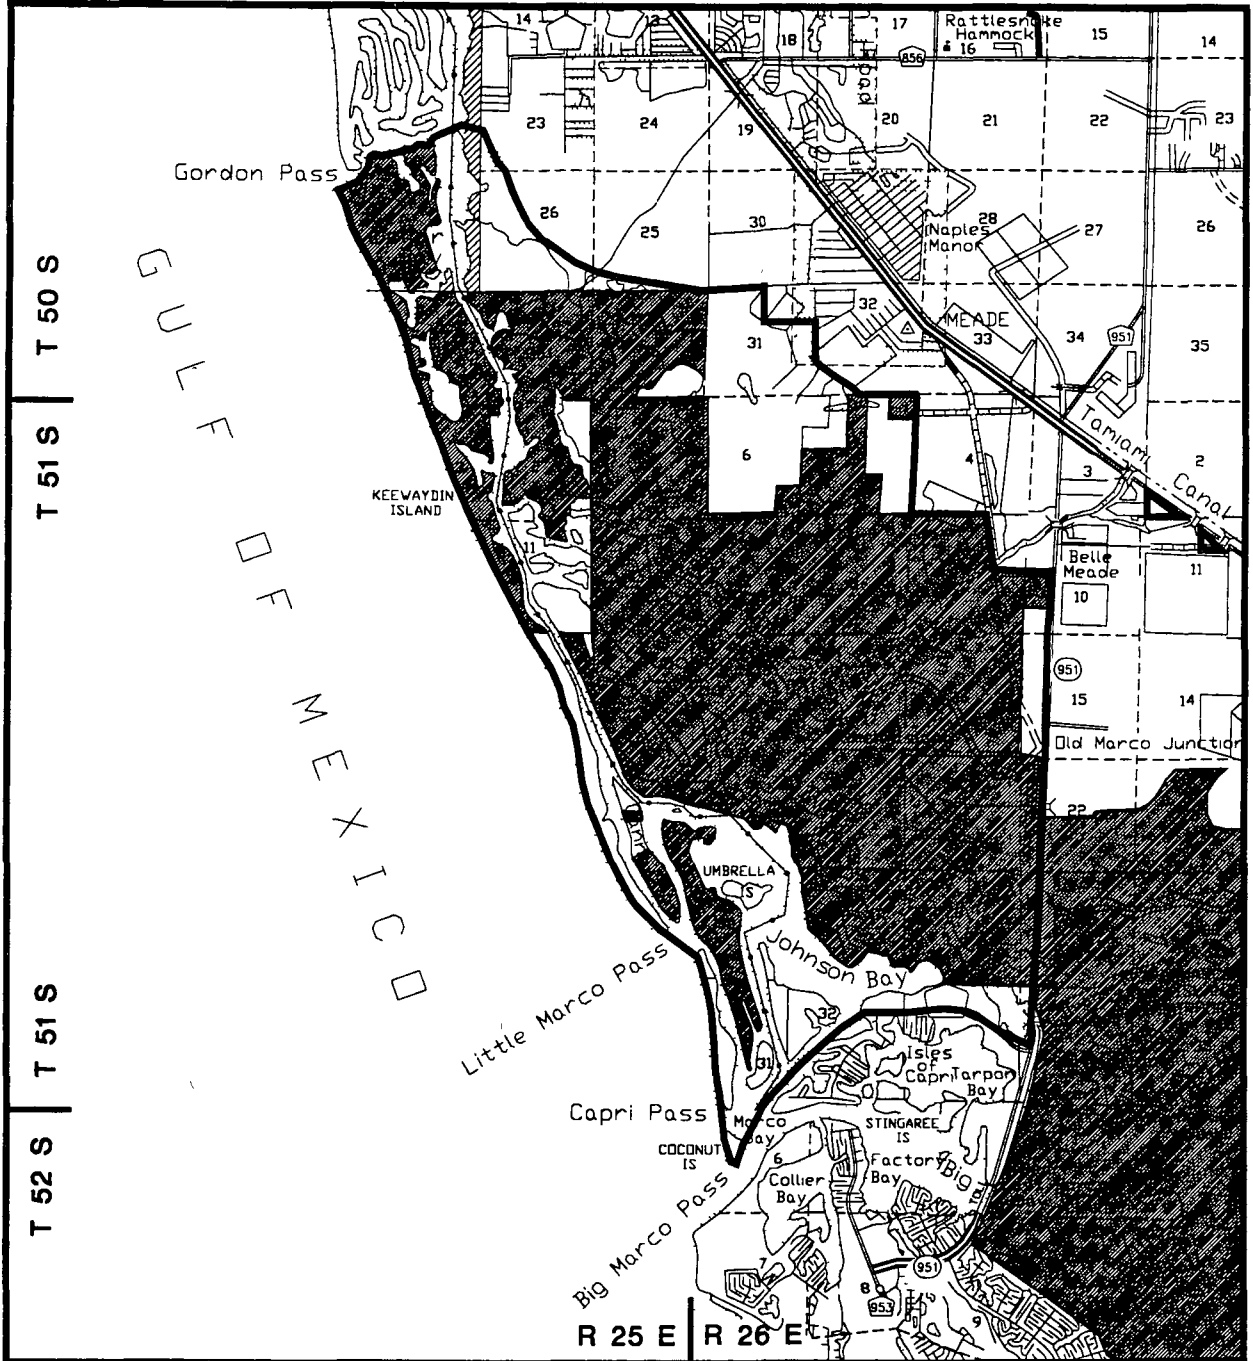 14
13
18
17
Rattlesnake
Hammock
16
15
14
856
23
24
19
20
21
22
23
Gordon Pass
26
25
30
28
Naples
Manor
27
26
T 50 S
GULF OF MEXICO
31
32
MEADE
33
34
951
35
T 51 S
6
4
3
2
Tamiami Canal
KEEWAYDIN
ISLAND
11
Belle
Meade
10
11
951
15
14
Old Marco Junction
22
UMBRELLA
IS
Johnson Bay
Little Marco Pass
T 51 S
32
31
Isles
of
Capri
Tarpon
Bay
Capri Pass
Marco
Bay
STINGAREE
IS
COCONUT
IS
T 52 S
6
Factory
Bay
Big
Collier
Bay
Big Marco Pass
7
951
8
953
9
R 25 E
R 26 E